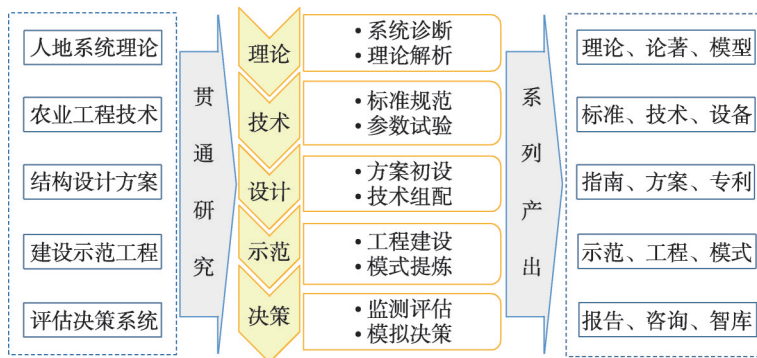 人地系统理论
农业工程技术
结构设计方案
建设示范工程
评估决策系统
贯通研究
理论
• 系统诊断
• 理论解析
技术
• 标准规范
• 参数试验
设计
• 方案初设
• 技术组配
示范
• 工程建设
• 模式提炼
决策
• 监测评估
• 模拟决策
系列产出
理论、论著、模型
标准、技术、设备
指南、方案、专利
示范、工程、模式
报告、咨询、智库